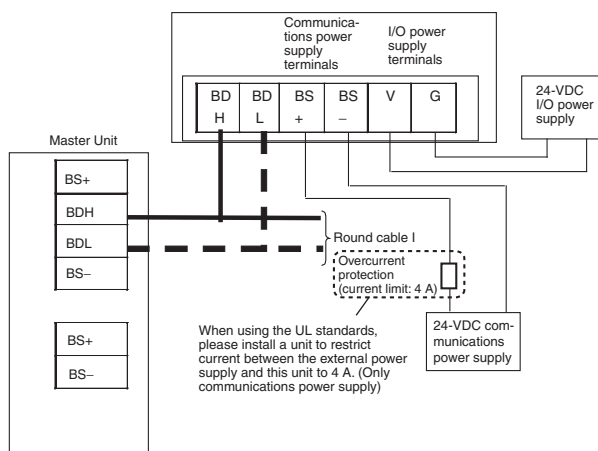 Communica-
tions power
supply
terminals
I/O power
supply
terminals
BD
H
BD
L
BS
+
BS
−
V
G
24-VDC
I/O power
supply
Master Unit
BS+
BDH
BDL
BS−
BS+
BS−
Round cable I
Overcurrent
protection
(current limit: 4 A)
When using the UL standards,
please install a unit to restrict
current between the external power
supply and this unit to 4 A. (Only
communications power supply)
24-VDC com-
munications
power supply